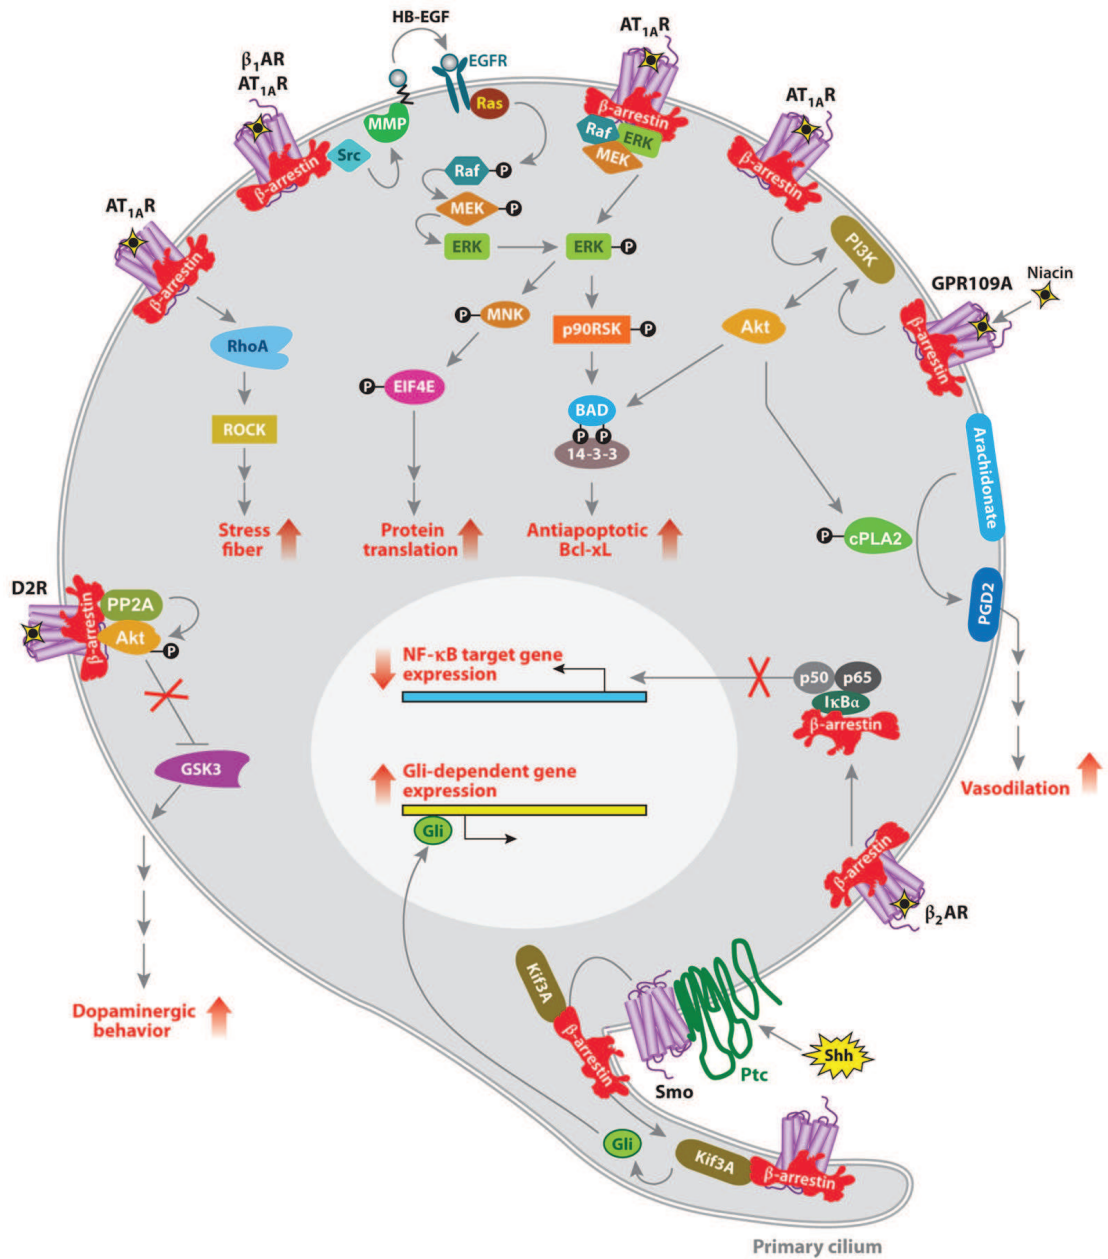 HB-EGF
EGFR
β1AR
AT1AR
β-arrestin
Src
MMP
Ras
Raf
P
MEK
P
ERK
AT1AR
β-arrestin
Raf
ERK
MEK
ERK
P
AT1AR
β-arrestin
PI3K
AT1AR
β-arrestin
RhoA
ROCK
Stress
fiber
P
MNK
P
EIF4E
Protein
translation
p90RSK
P
BAD
P
P
14-3-3
Antiapoptotic
Bcl-xL
Akt
GPR109A
Niacin
β-arrestin
Arachidonate
P
cPLA2
PGD2
Vasodilation
D2R
β-arrestin
PP2A
Akt
P
GSK3
Dopaminergic
behavior
NF-κB target gene
expression
p50
p65
IκBα
β-arrestin
Gli-dependent gene
expression
Gli
β-arrestin
β2AR
Kif3A
β-arrestin
Smo
Ptc
Shh
Gli
Kif3A
β-arrestin
Primary cilium